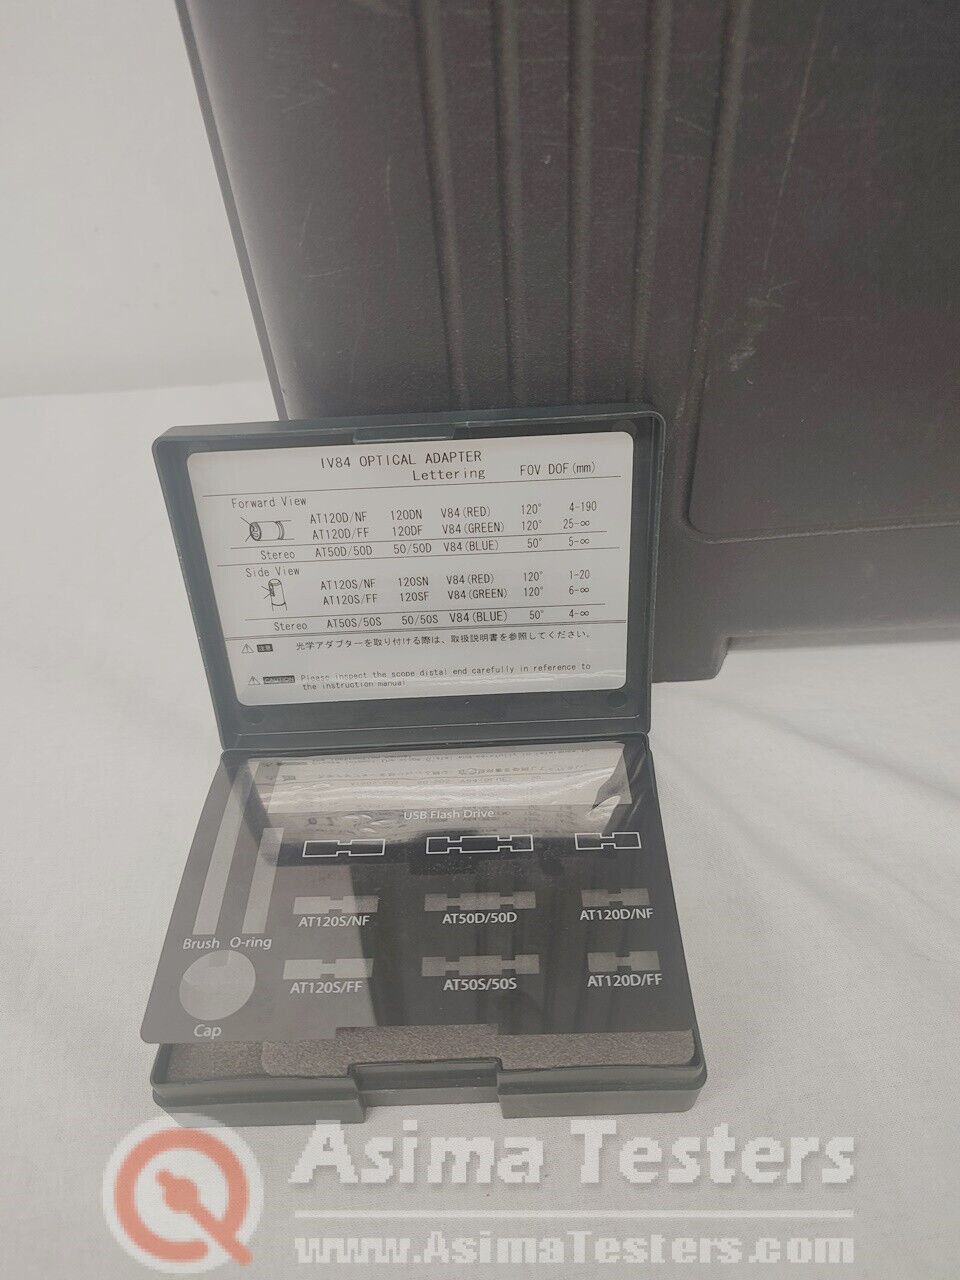 IV84 OPTICAL ADAPTER
Lettering FOV DOF(mm)
Forward View
AT120D/NF 120DN V84(RED) 120° 4-190
AT120D/FF 120DF V84(GREEN) 120° 25-∞
Stereo AT50D/50D 50/50D V84(BLUE) 50° 5-∞
Side View
AT120S/NF 120SN V84(RED) 120° 1-20
AT120S/FF 120SF V84(GREEN) 120° 6-∞
Stereo AT50S/50S 50/50S V84(BLUE) 50° 4-∞
注意 光学アダプターを取り付ける際は、取扱説明書を参照してください。
CAUTION Please inspect the scope distal end carefully in reference to
the instruction manual
USB Flash Drive
AT120S/NF AT50D/50D AT120D/NF
Brush O-ring
AT120S/FF AT50S/50S AT120D/FF
Cap
Asima Testers
www.AsimaTesters.com